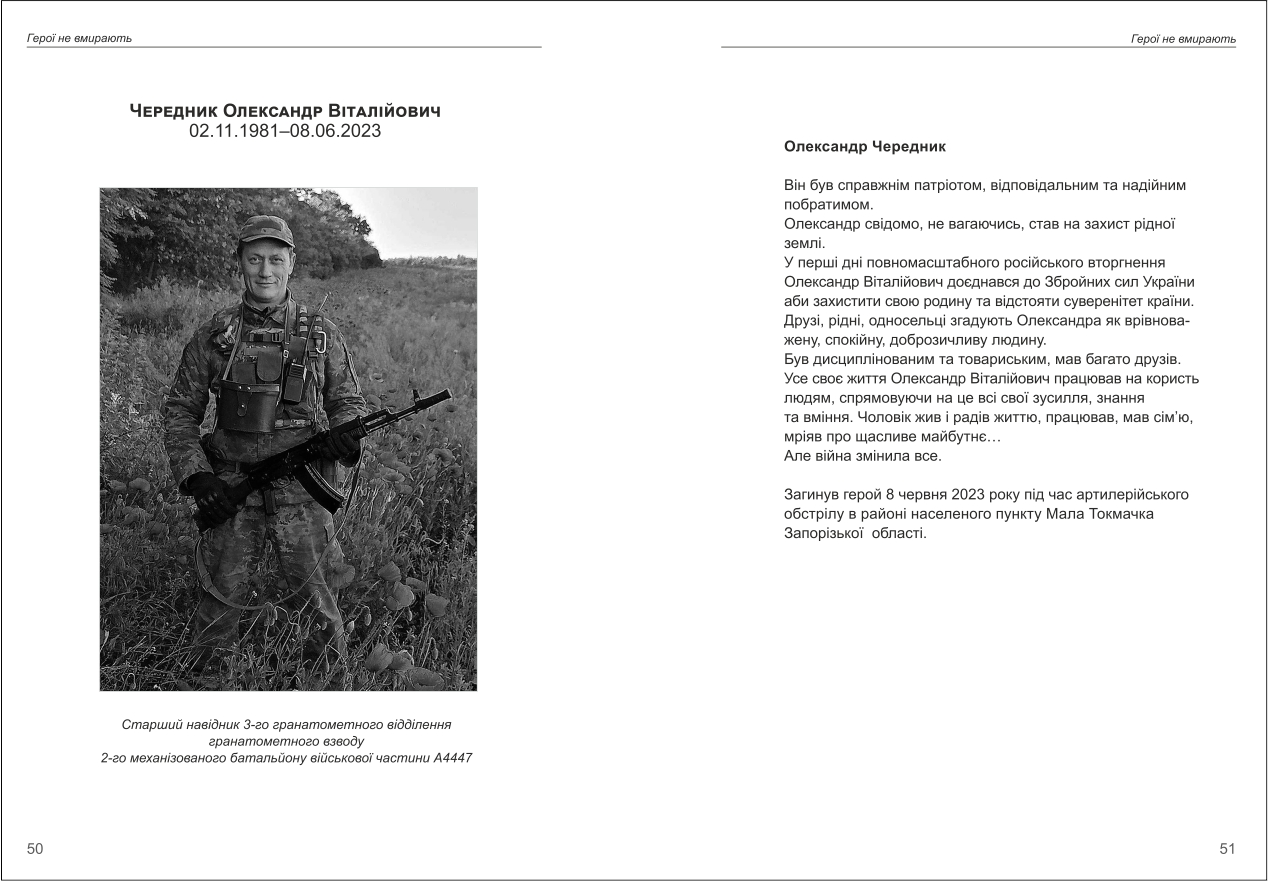 Герої не вмирають
Чередник Олександр Віталійович
02.11.1981–08.06.2023
Старший навідник 3-го гранатометного відділення
гранатометного взводу
2-го механізованого батальйону військової частини А4447
50
Герої не вмирають
Олександр Чередник
Він був справжнім патріотом, відповідальним та надійним
побратимом.
Олександр свідомо, не вагаючись, став на захист рідної
землі.
У перші дні повномасштабного російського вторгнення
Олександр Віталійович доєднався до Збройних сил України
аби захистити свою родину та відстояти суверенітет країни.
Друзі, рідні, односельці згадують Олександра як врівнова-
жену, спокійну, доброзичливу людину.
Був дисциплінованим та товариським, мав багато друзів.
Усе своє життя Олександр Віталійович працював на користь
людям, спрямовуючи на це всі свої зусилля, знання
та вміння. Чоловік жив і радів життю, працював, мав сім’ю,
мріяв про щасливе майбутнє…
Але війна змінила все.
Загинув герой 8 червня 2023 року під час артилерійського
обстрілу в районі населеного пункту Мала Токмачка
Запорізької  області.
51